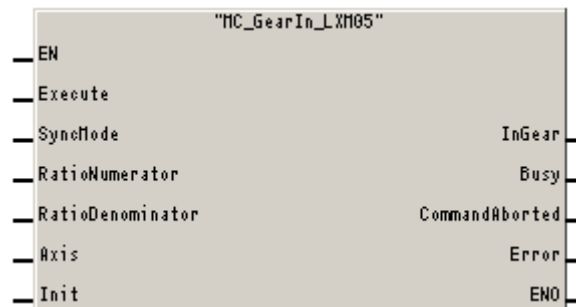 "MC_GearIn_LXM05"
EN
Execute
SyncMode InGear
RatioNumerator Busy
RatioDenominator CommandAborted
Axis Error
Init ENO